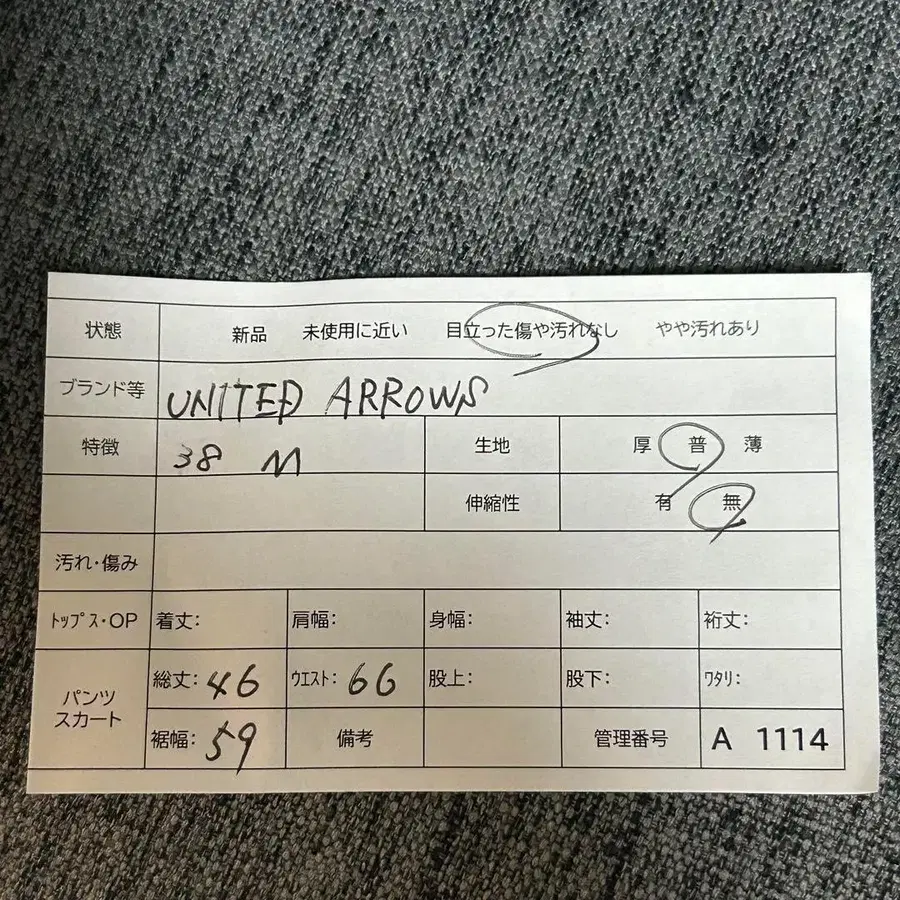 状態 新品 未使用に近い 目立った傷や汚れなし やや汚れあり
ブランド等 UNITED ARROWS
特徴 38 M 生地 厚 普 薄
伸縮性 有 無
汚れ・傷み
ﾄｯﾌﾟｽ・OP 着丈: 肩幅: 身幅: 袖丈: 裄丈:
パンツ
スカート
総丈: 46 ｳｴｽﾄ: 66 股上: 股下: ﾜﾀﾘ:
裾幅: 59 備考 管理番号 A 1114